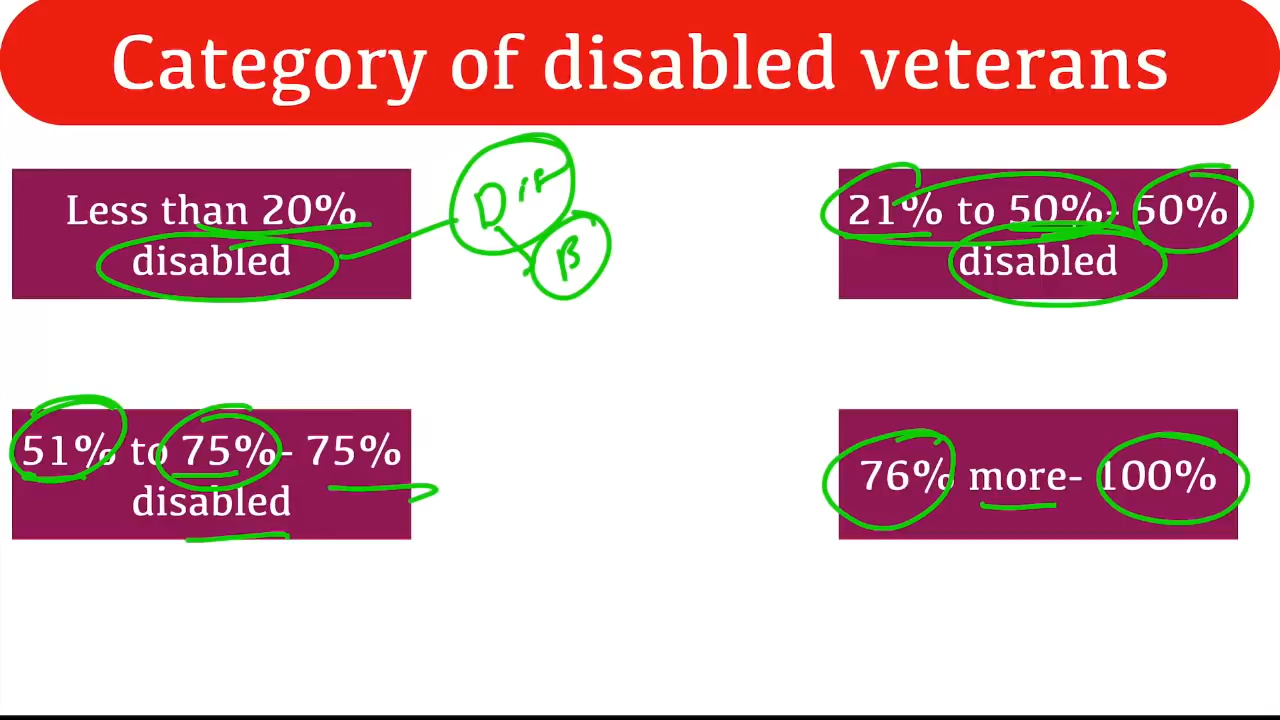 Category of disabled veterans
Less than 20%
disabled
21% to 50%- 50%
disabled
51% to 75%- 75%
disabled
76% more- 100%